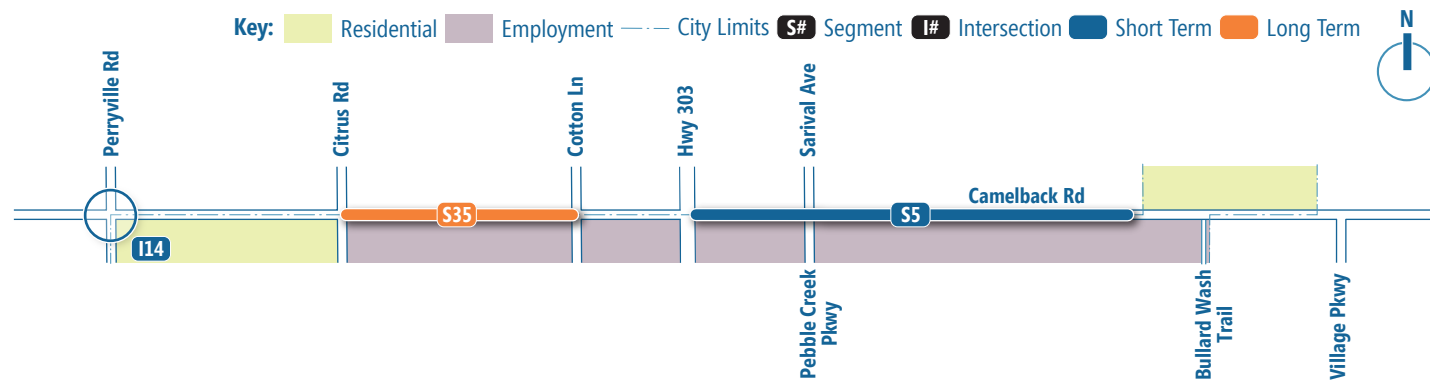 Key: Residential Employment City Limits S# Segment I# Intersection Short Term Long Term
N
Perryville Rd
Citrus Rd
Cotton Ln
Hwy 303
Sarival Ave
Camelback Rd
S35
S5
I14
Pebble Creek
Pkwy
Bullard Wash
Trail
Village Pkwy